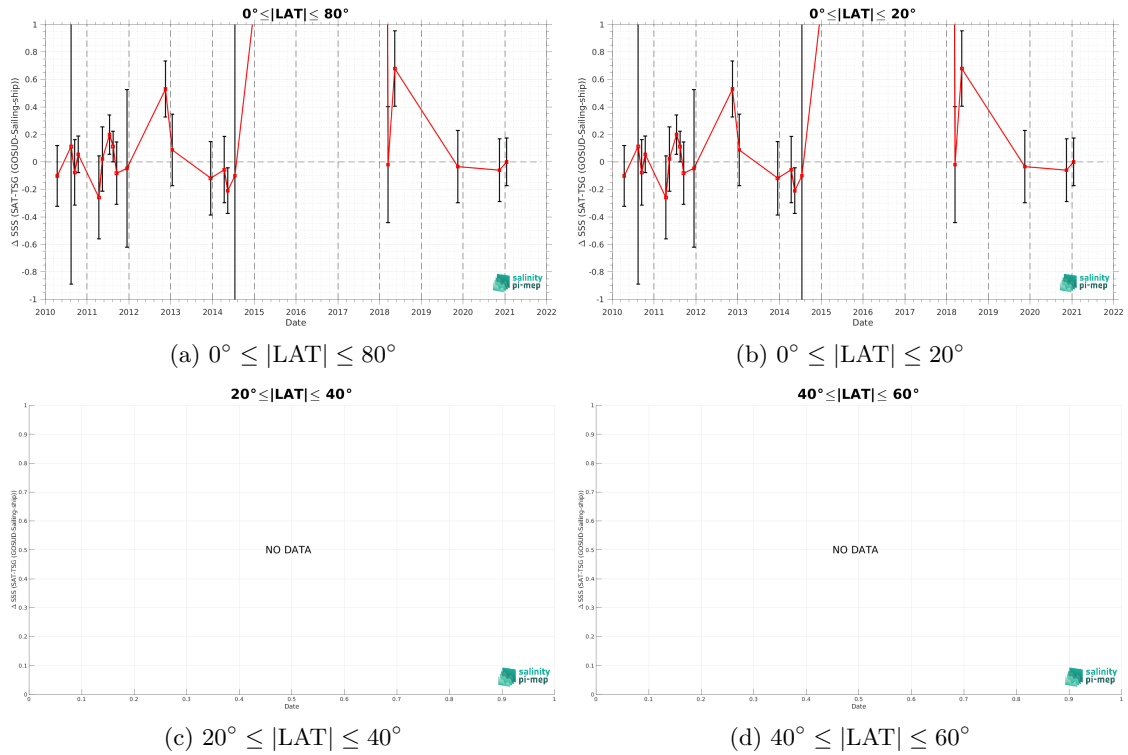 0°≤|LAT|≤ 80°
Δ SSS (SAT-TSG (GOSUD-Sailing-ship))
1
0.8
0.6
0.4
0.2
0
-0.2
-0.4
-0.6
-0.8
-1
2010 2011 2012 2013 2014 2015 2016 2017 2018 2019 2020 2021 2022
Date
salinity
pi-mep
(a) 0° ≤ |LAT| ≤ 80°
0°≤|LAT|≤ 20°
Δ SSS (SAT-TSG (GOSUD-Sailing-ship))
1
0.8
0.6
0.4
0.2
0
-0.2
-0.4
-0.6
-0.8
-1
2010 2011 2012 2013 2014 2015 2016 2017 2018 2019 2020 2021 2022
Date
salinity
pi-mep
(b) 0° ≤ |LAT| ≤ 20°
20°≤|LAT|≤ 40°
Δ SSS (SAT-TSG (GOSUD-Sailing-ship))
1
0.9
0.8
0.7
0.6
0.5
0.4
0.3
0.2
0.1
0
NO DATA
0 0.1 0.2 0.3 0.4 0.5 0.6 0.7 0.8 0.9 1
Date
salinity
pi-mep
(c) 20° ≤ |LAT| ≤ 40°
40°≤|LAT|≤ 60°
Δ SSS (SAT-TSG (GOSUD-Sailing-ship))
1
0.9
0.8
0.7
0.6
0.5
0.4
0.3
0.2
0.1
0
NO DATA
0 0.1 0.2 0.3 0.4 0.5 0.6 0.7 0.8 0.9 1
Date
salinity
pi-mep
(d) 40° ≤ |LAT| ≤ 60°